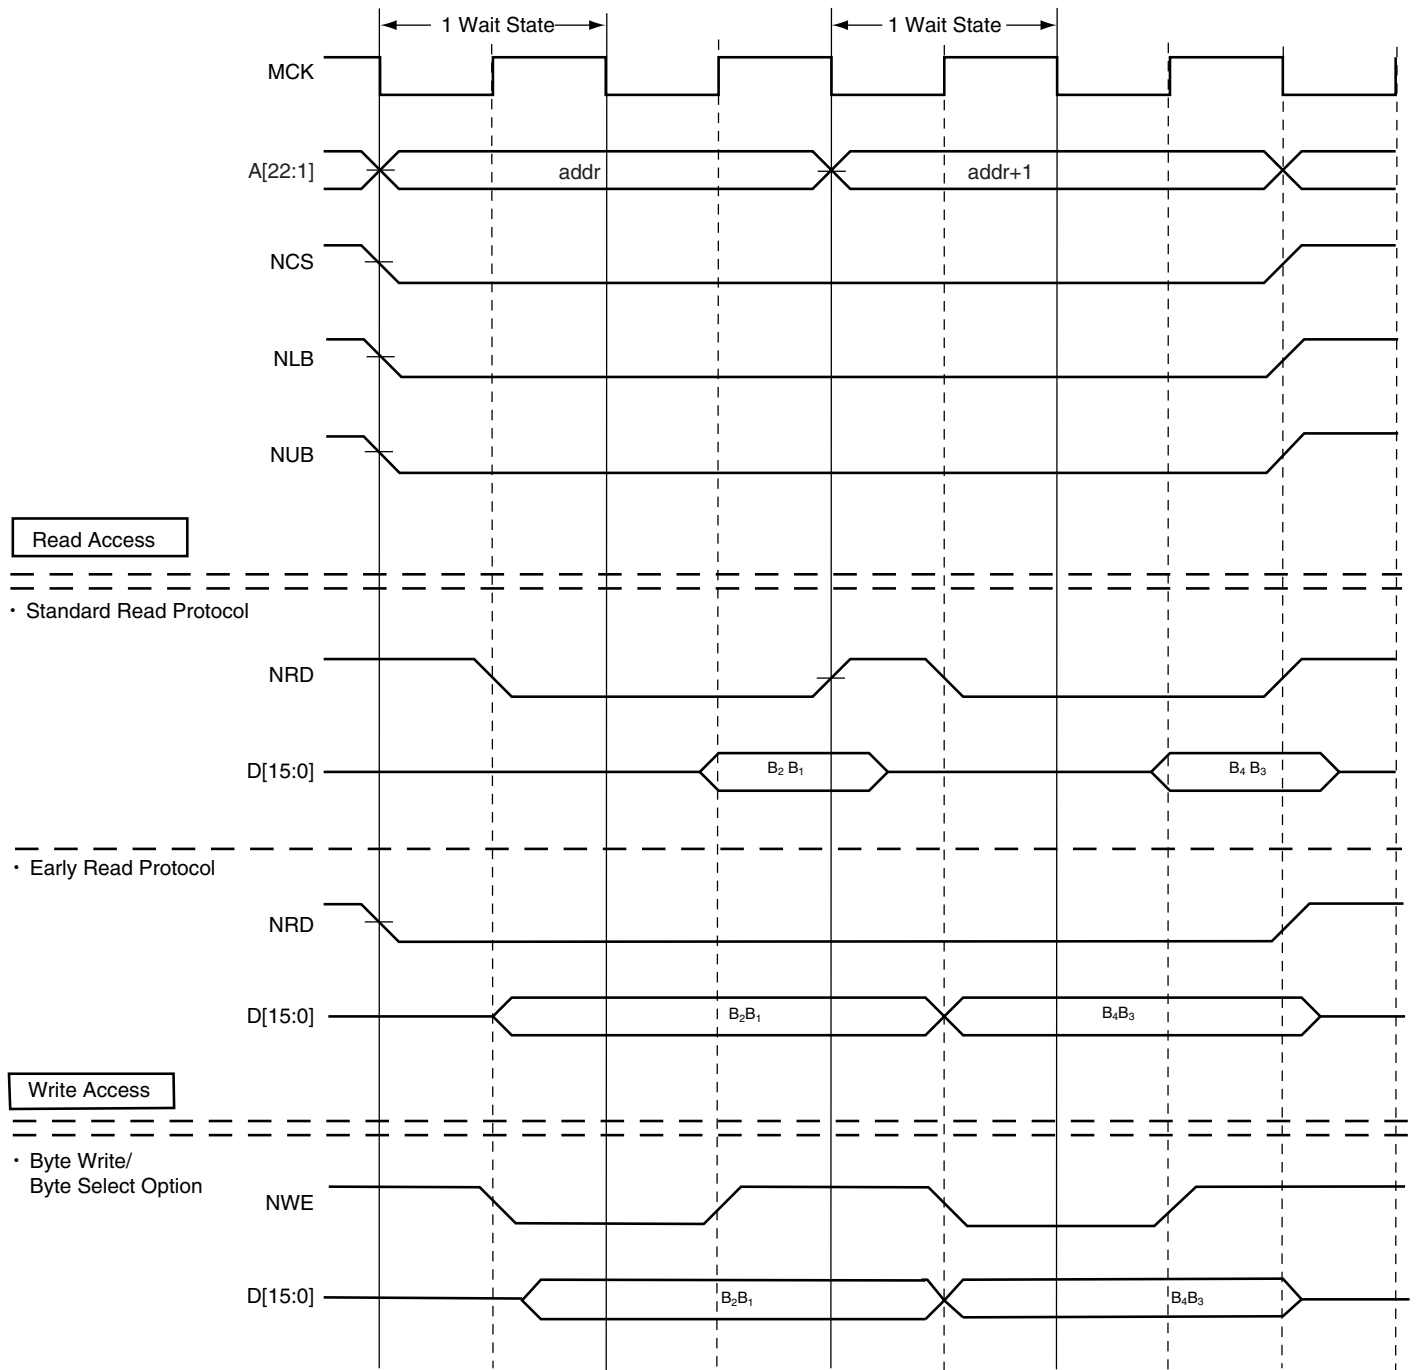 1 Wait State 1 Wait State
MCK
A[22:1] addr addr+1
NCS
NLB
NUB
Read Access
· Standard Read Protocol
NRD
D[15:0] B₂ B₁ B₄ B₃
· Early Read Protocol
NRD
D[15:0] B₂B₁ B₄B₃
Write Access
· Byte Write/
Byte Select Option
NWE
D[15:0] B₂B₁ B₄B₃